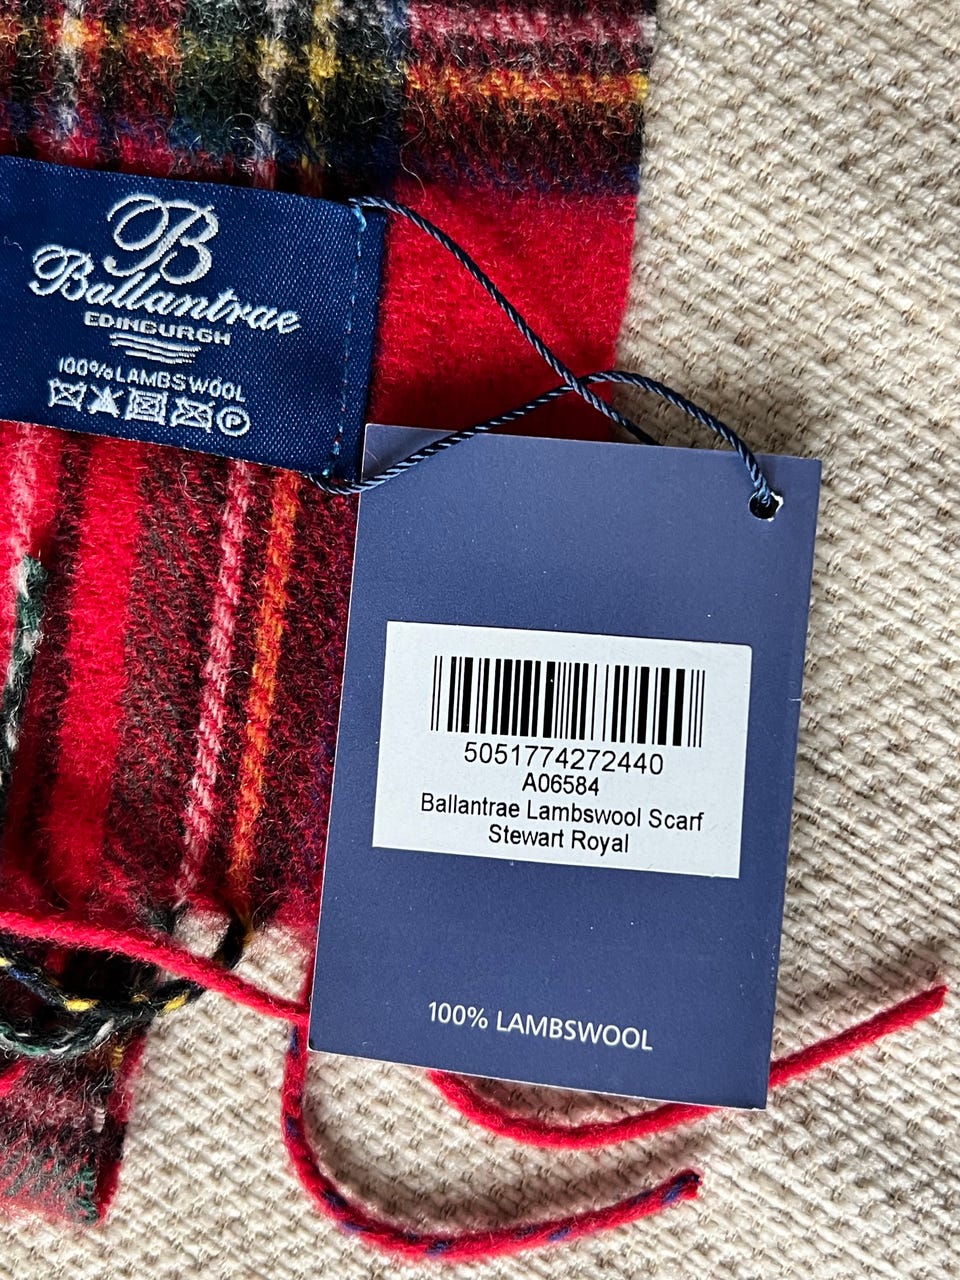 B
Ballantrae
EDINBURGH
100% LAMBSWOOL
P
5051774272440
A06584
Ballantrae Lambswool Scarf
Stewart Royal
100% LAMBSWOOL